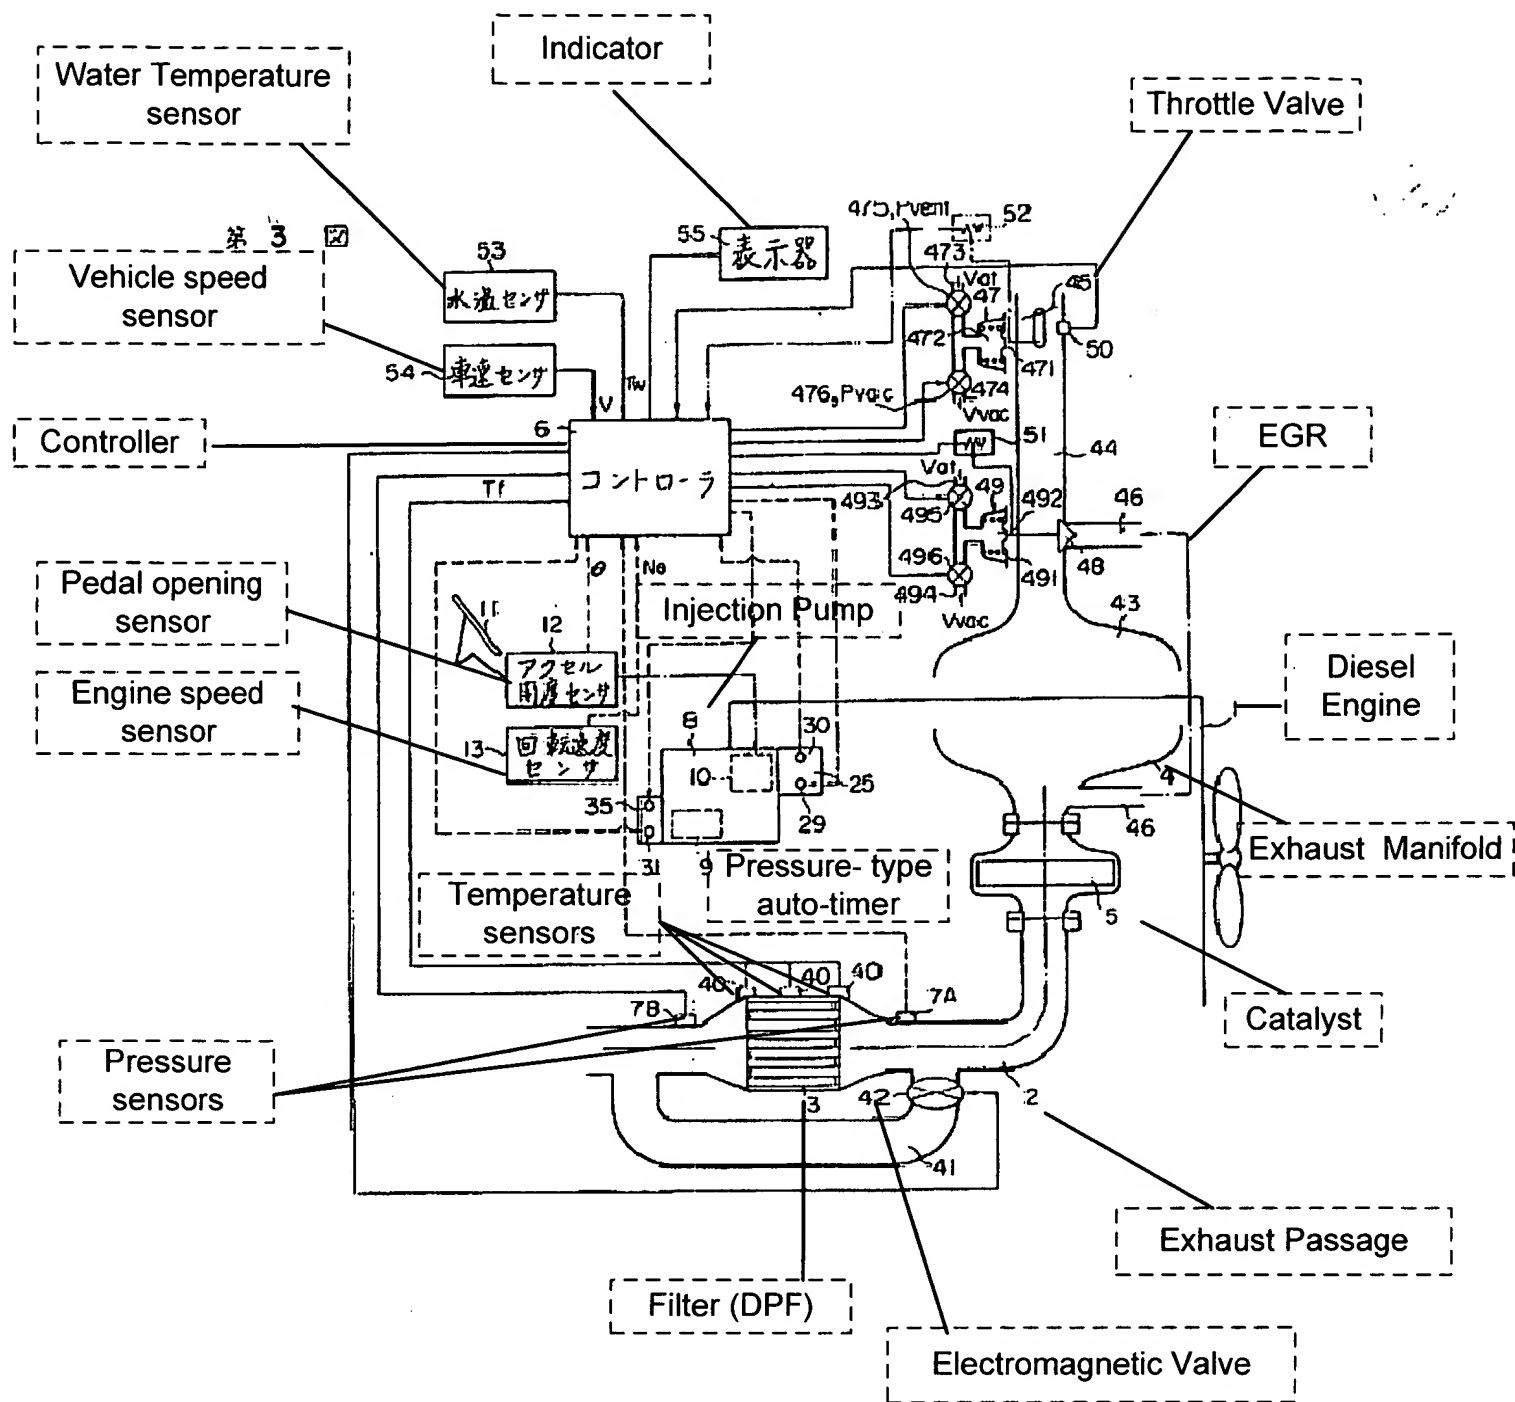 Indicator
Water Temperature
sensor
Throttle Valve
475, Pvent
52
第 3 図
55
表示器
473
Vat
Vehicle speed
sensor
53
水温センサ
47
45
472
471
50
54
車速センサ
Tw
V
476, Pvac
474
Vvac
Controller
6
コントローラ
51
44
EGR
Tf
Vat
493
495
49
492
46
θ
Ne
496
494
491
48
Vvac
Pedal opening
sensor
11
12
アクセル
開度センサ
Injection Pump
43
Diesel
Engine
Engine speed
sensor
13
回転速度
センサ
8
10
30
25
29
35
31
9
1
4
46
Exhaust Manifold
Temperature
sensors
Pressure- type
auto-timer
5
40
40
40
7B
7A
Catalyst
Pressure
sensors
3
42
2
41
Exhaust Passage
Filter (DPF)
Electromagnetic Valve